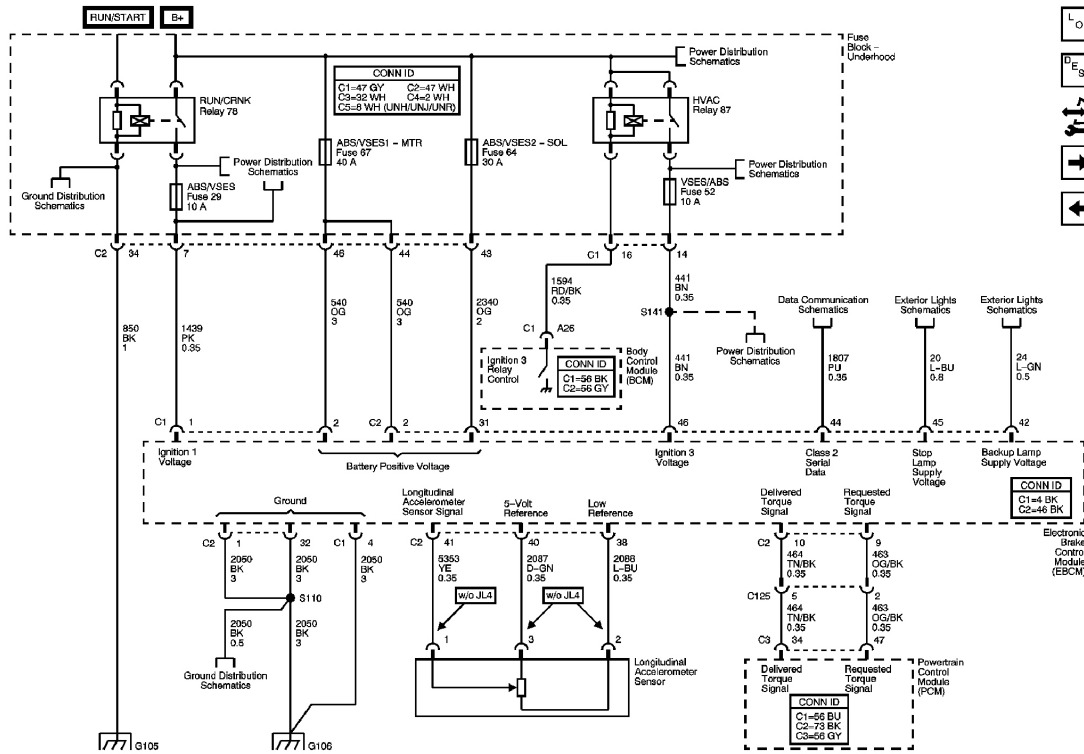 RUN/START
B+
Fuse
Block –
Underhood
Power Distribution
Schematics
CONN ID
C1=47 GY C2=47 WH
C3=32 WH C4=2 WH
C5=8 WH (UNH/UNJ/UNR)
RUN/CRNK
Relay 78
HVAC
Relay 87
ABS/VSES1 – MTR
Fuse 67
40 A
ABS/VSES2 – SOL
Fuse 64
30 A
Power Distribution
Schematics
Power Distribution
Schematics
Ground Distribution
Schematics
ABS/VSES
Fuse 29
10 A
VSES/ABS
Fuse 52
10 A
C2 34 7 46 44 43 C1 16 14
1594
RD/BK
0.35
441
BN
0.35
540
OG
3
540
OG
3
2340
OG
2
Data Communication
Schematics
Exterior Lights
Schematics
Exterior Lights
Schematics
S141
850
BK
1
1439
PK
0.35
C1 A26
Power Distribution
Schematics
Ignition 3
Relay
Control
CONN ID
C1=56 BK
C2=56 GY
Body
Control
Module
(BCM)
441
BN
0.35
1807
PU
0.35
20
L-BU
0.8
24
L-GN
0.5
C1 1 2 C2 2 31 46 44 45 42
Ignition 1
Voltage
Battery Positive Voltage
Ignition 3
Voltage
Class 2
Serial
Data
Stop
Lamp
Supply
Voltage
Backup Lamp
Supply Voltage
CONN ID
C1=4 BK
C2=46 BK
Ground
Longitudinal
Accelerometer
Sensor Signal
5–Volt
Reference
Low
Reference
Delivered
Torque
Signal
Requested
Torque
Signal
Electronic
Brake
Control
Module
(EBCM)
C2 1 32 C1 4 C2 41 40 38 C2 10 9
2050
BK
3
2050
BK
3
2050
BK
3
5353
YE
0.35
2087
D-GN
0.35
2088
L-BU
0.35
464
TN/BK
0.35
463
OG/BK
0.35
w/o JL4
w/o JL4
C125 5 2
S110
2050
BK
0.5
2050
BK
3
464
TN/BK
0.35
463
OG/BK
0.35
1 3 2
C3 34 47
Ground Distribution
Schematics
Longitudinal
Accelerometer
Sensor
Delivered
Torque
Signal
Requested
Torque
Signal
Powertrain
Control
Module
(PCM)
CONN ID
C1=56 BU
C2=73 BK
C3=56 GY
G105
G106
L O
D E S